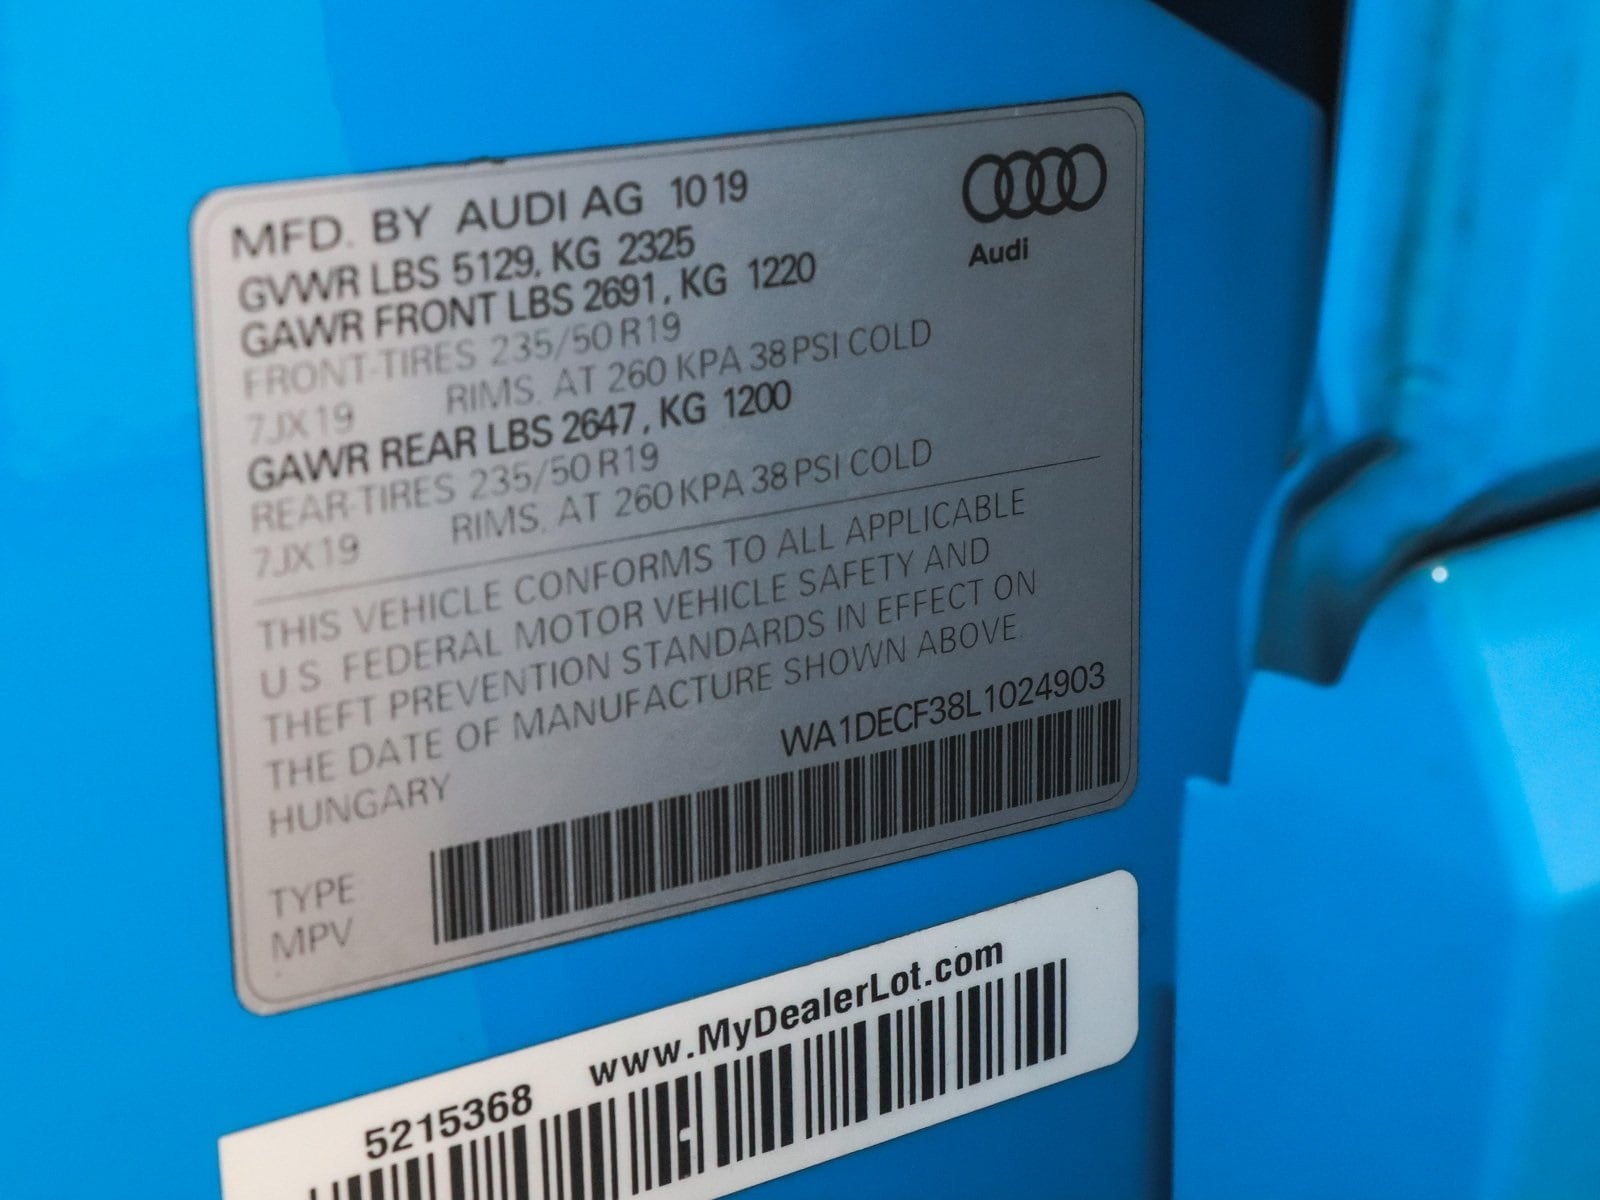 MFD. BY AUDI AG 1019
GVWR LBS 5129, KG 2325
GAWR FRONT LBS 2691, KG 1220
FRONT-TIRES 235/50 R19
7JX19 RIMS. AT 260 KPA 38 PSI COLD
GAWR REAR LBS 2647, KG 1200
REAR-TIRES 235/50 R19
7JX19 RIMS. AT 260 KPA 38 PSI COLD
Audi
THIS VEHICLE CONFORMS TO ALL APPLICABLE
U S FEDERAL MOTOR VEHICLE SAFETY AND
THEFT PREVENTION STANDARDS IN EFFECT ON
THE DATE OF MANUFACTURE SHOWN ABOVE
HUNGARY
WA1DECF38L1024903
TYPE
MPV
5215368 www.MyDealerLot.com